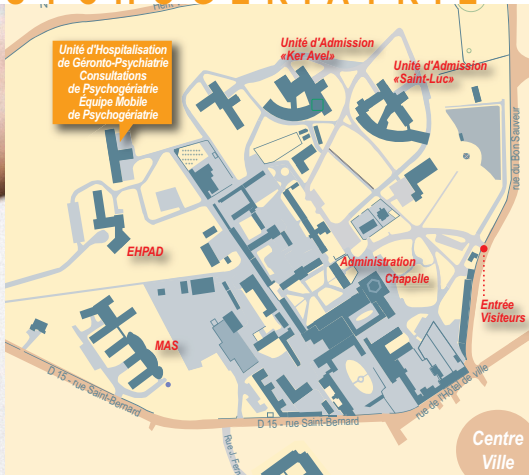 Unité d'Hospitalisation
de Géronto-Psychiatrie
Consultations
de Psychogériatrie
Équipe Mobile
de Psychogériatrie
Unité d'Admission
«Ker Avel»
Unité d'Admission
«Saint-Luc»
rue du Bon Sauveur
EHPAD
Administration
Chapelle
Entrée
Visiteurs
MAS
D 15 - rue Saint-Bernard
D 15 - rue Saint-Bernard
rue de l'Hôtel de ville
Centre
Ville